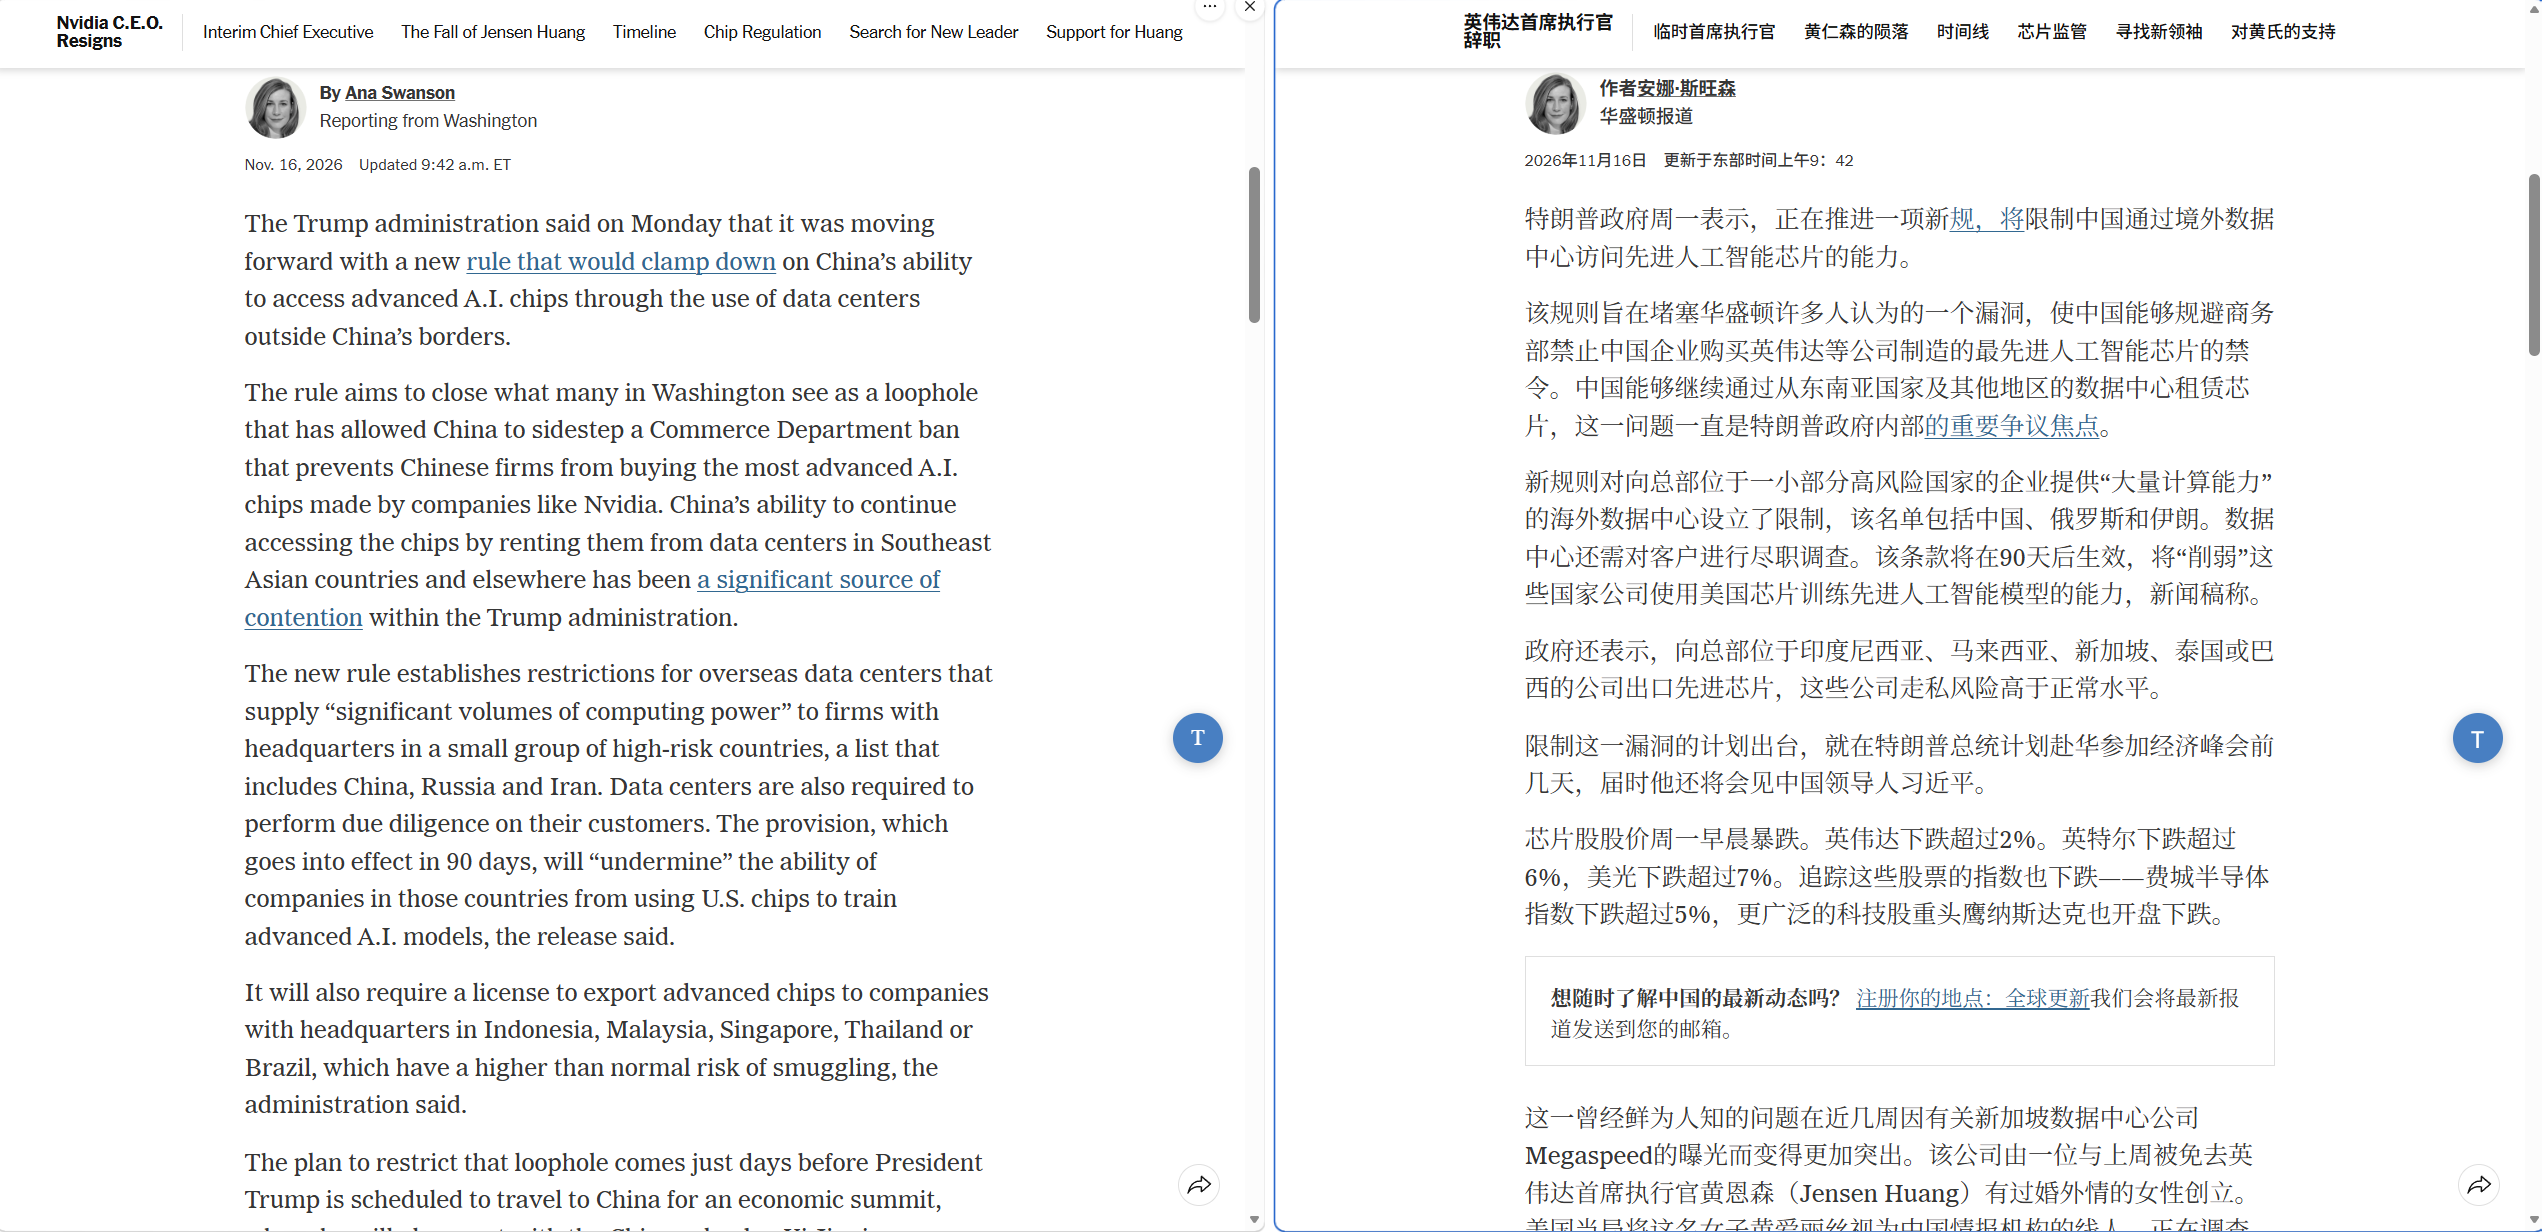 Nvidia C.E.O.
Resigns
Interim Chief Executive
The Fall of Jensen Huang
Timeline
Chip Regulation
Search for New Leader
Support for Huang
By Ana Swanson
Reporting from Washington
Nov. 16, 2026 Updated 9:42 a.m. ET
The Trump administration said on Monday that it was moving
forward with a new rule that would clamp down on China’s ability
to access advanced A.I. chips through the use of data centers
outside China’s borders.
The rule aims to close what many in Washington see as a loophole
that has allowed China to sidestep a Commerce Department ban
that prevents Chinese firms from buying the most advanced A.I.
chips made by companies like Nvidia. China’s ability to continue
accessing the chips by renting them from data centers in Southeast
Asian countries and elsewhere has been a significant source of
contention within the Trump administration.
The new rule establishes restrictions for overseas data centers that
supply “significant volumes of computing power” to firms with
headquarters in a small group of high-risk countries, a list that
includes China, Russia and Iran. Data centers are also required to
perform due diligence on their customers. The provision, which
goes into effect in 90 days, will “undermine” the ability of
companies in those countries from using U.S. chips to train
advanced A.I. models, the release said.
It will also require a license to export advanced chips to companies
with headquarters in Indonesia, Malaysia, Singapore, Thailand or
Brazil, which have a higher than normal risk of smuggling, the
administration said.
The plan to restrict that loophole comes just days before President
Trump is scheduled to travel to China for an economic summit,
T
英伟达首席执行官
辞职
临时首席执行官
黄仁森的陨落
时间线
芯片监管
寻找新领袖
对黄氏的支持
作者安娜·斯旺森
华盛顿报道
2026年11月16日 更新于东部时间上午9：42
特朗普政府周一表示，正在推进一项新规，将限制中国通过境外数据
中心访问先进人工智能芯片的能力。
该规则旨在堵塞华盛顿许多人认为的一个漏洞，使中国能够规避商务
部禁止中国企业购买英伟达等公司制造的最先进人工智能芯片的禁
令。中国能够继续通过从东南亚国家及其他地区的数据中心租赁芯
片，这一问题一直是特朗普政府内部的重要争议焦点。
新规则对向总部位于一小部分高风险国家的企业提供“大量计算能力”
的海外数据中心设立了限制，该名单包括中国、俄罗斯和伊朗。数据
中心还需对客户进行尽职调查。该条款将在90天后生效，将“削弱”这
些国家公司使用美国芯片训练先进人工智能模型的能力，新闻稿称。
政府还表示，向总部位于印度尼西亚、马来西亚、新加坡、泰国或巴
西的公司出口先进芯片，这些公司走私风险高于正常水平。
限制这一漏洞的计划出台，就在特朗普总统计划赴华参加经济峰会前
几天，届时他还将会见中国领导人习近平。
芯片股股价周一早晨暴跌。英伟达下跌超过2%。英特尔下跌超过
6%，美光下跌超过7%。追踪这些股票的指数也下跌——费城半导体
指数下跌超过5%，更广泛的科技股重头鹰纳斯达克也开盘下跌。
想随时了解中国的最新动态吗？ 注册你的地点：全球更新我们会将最新报
道发送到您的邮箱。
这一曾经鲜为人知的问题在近几周因有关新加坡数据中心公司
Megaspeed的曝光而变得更加突出。该公司由一位与上周被免去英
伟达首席执行官黄恩森（Jensen Huang）有过婚外情的女性创立。
美国当局将这名女子黄爱丽丝视为中国情报机构的线人，正在调查
T